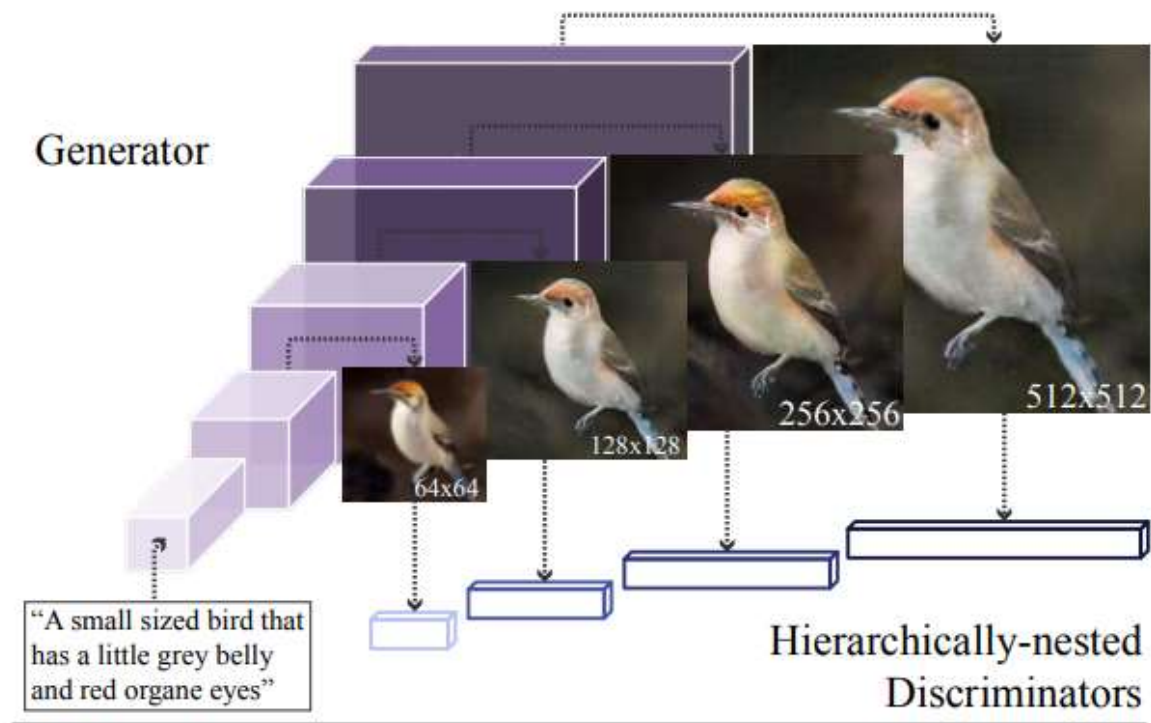 Generator
512x512
256x256
128x128
64x64
“A small sized bird that
has a little grey belly
and red organe eyes”
Hierarchically-nested
Discriminators